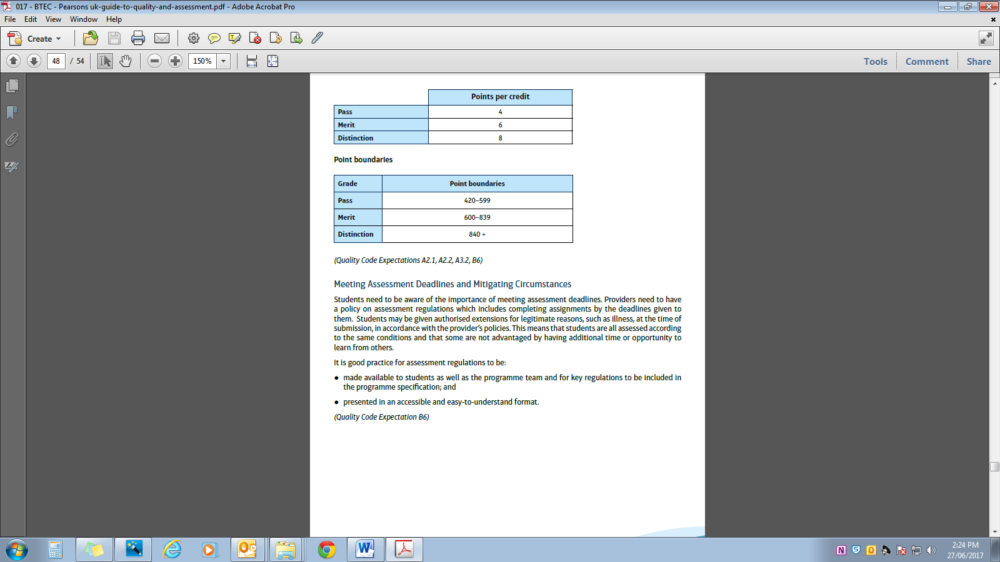 017 - BTEC - Pearsons uk-guide-to-quality-and-assessment.pdf - Adobe Acrobat Pro
File Edit View Window Help
Create
48 / 54 150% Tools Comment Share
Points per credit
Pass 4
Merit 6
Distinction 8
Point boundaries
Grade Point boundaries
Pass 420–599
Merit 600–839
Distinction 840 +
(Quality Code Expectations A2.1, A2.2, A3.2, B6)
Meeting Assessment Deadlines and Mitigating Circumstances
Students need to be aware of the importance of meeting assessment deadlines. Providers need to have
a policy on assessment regulations which includes completing assignments by the deadlines given to
them. Students may be given authorised extensions for legitimate reasons, such as illness, at the time of
submission, in accordance with the provider's policies. This means that students are all assessed according
to the same conditions and that some are not advantaged by having additional time or opportunity to
learn from others.
It is good practice for assessment regulations to be:
● made available to students as well as the programme team and for key regulations to be included in
the programme specification; and
● presented in an accessible and easy-to-understand format.
(Quality Code Expectation B6)
2:24 PM
27/06/2017